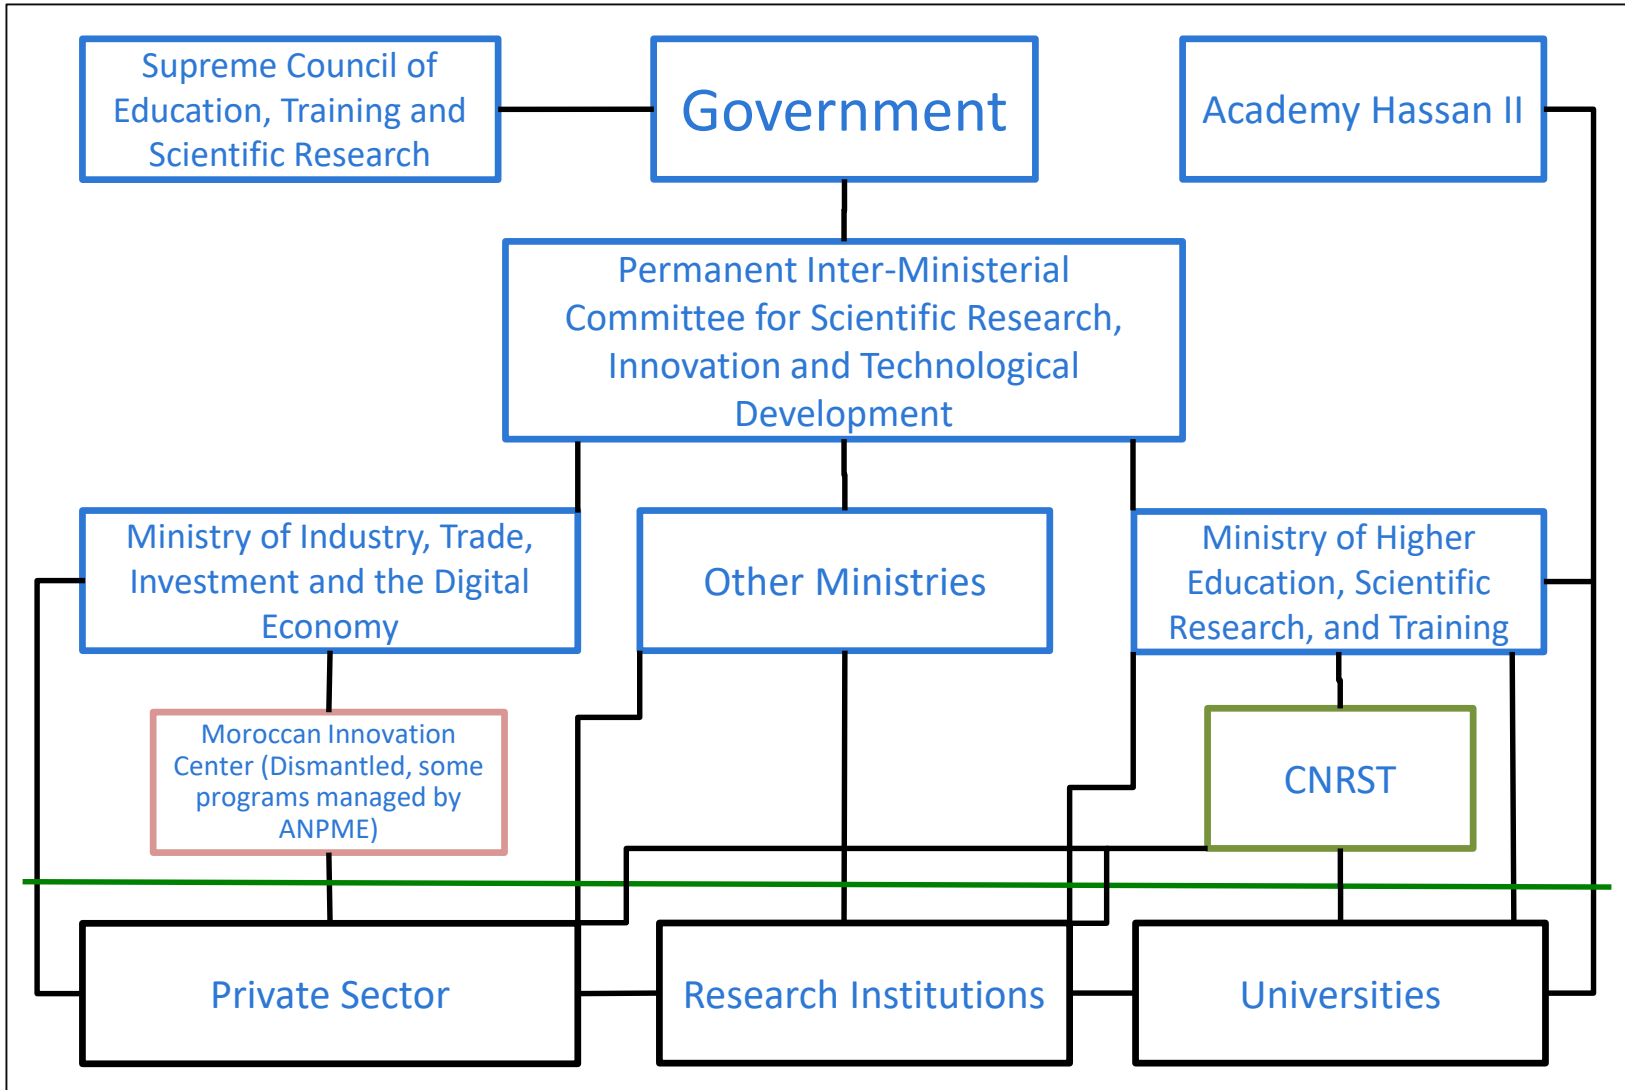 Supreme Council of
Education, Training and
Scientific Research
Government
Academy Hassan II
Permanent Inter-Ministerial
Committee for Scientific Research,
Innovation and Technological
Development
Ministry of Industry, Trade,
Investment and the Digital
Economy
Other Ministries
Ministry of Higher
Education, Scientific
Research, and Training
Moroccan Innovation
Center (Dismantled, some
programs managed by
ANPME)
CNRST
Private Sector
Research Institutions
Universities